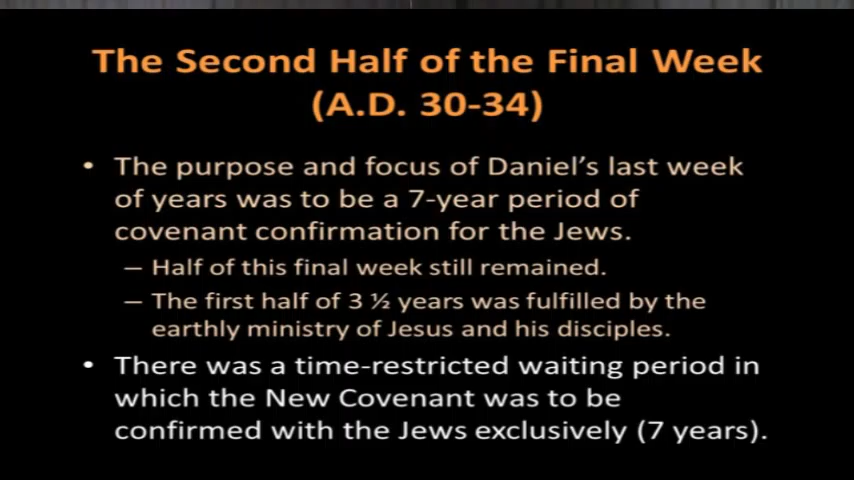 The Second Half of the Final Week
(A.D. 30-34)
• The purpose and focus of Daniel's last week
of years was to be a 7-year period of
covenant confirmation for the Jews.
– Half of this final week still remained.
– The first half of 3 ½ years was fulfilled by the
earthly ministry of Jesus and his disciples.
• There was a time-restricted waiting period in
which the New Covenant was to be
confirmed with the Jews exclusively (7 years).